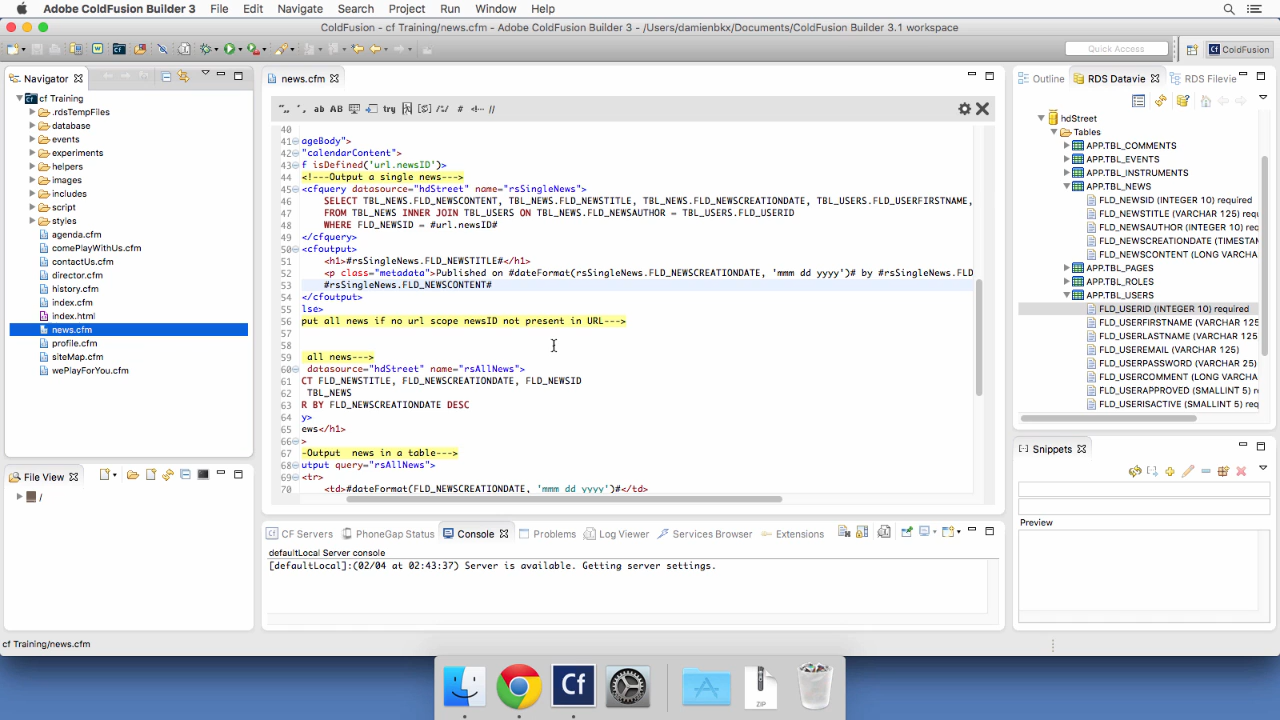 Adobe ColdFusion Builder 3 File Edit Navigate Search Project Run Window Help
ColdFusion - cf Training/news.cfm - Adobe ColdFusion Builder 3 - /Users/damienbkx/Documents/ColdFusion Builder 3.1 workspace
Quick Access
ColdFusion
Navigator
cf Training
.rdsTempFiles
database
events
experiments
helpers
images
includes
script
styles
agenda.cfm
comePlayWithUs.cfm
contactUs.cfm
director.cfm
history.cfm
index.cfm
index.html
news.cfm
profile.cfm
siteMap.cfm
wePlayForYou.cfm
File View
/
news.cfm
ab AB try #
40
41 ageBody">
42 "calendarContent">
43 f isDefined('url.newsID')>
44 <!---Output a single news--->
45 <cfquery datasource="hdStreet" name="rsSingleNews">
46 SELECT TBL_NEWS.FLD_NEWSCONTENT, TBL_NEWS.FLD_NEWSTITLE, TBL_NEWS.FLD_NEWSCREATIONDATE, TBL_USERS.FLD_USERFIRSTNAME,
47 FROM TBL_NEWS INNER JOIN TBL_USERS ON TBL_NEWS.FLD_NEWSAUTHOR = TBL_USERS.FLD_USERID
48 WHERE FLD_NEWSID = #url.newsID#
49 </cfquery>
50 <cfoutput>
51 <h1>#rsSingleNews.FLD_NEWSTITLE#</h1>
52 <p class="metadata">Published on #dateFormat(rsSingleNews.FLD_NEWSCREATIONDATE, 'mmm dd yyyy')# by #rsSingleNews.FLD
53 #rsSingleNews.FLD_NEWSCONTENT#
54 </cfoutput>
55 lse>
56 put all news if no url scope newsID not present in URL--->
57
58
59 all news--->
60 datasource="hdStreet" name="rsAllNews">
61 CT FLD_NEWSTITLE, FLD_NEWSCREATIONDATE, FLD_NEWSID
62 TBL_NEWS
63 R BY FLD_NEWSCREATIONDATE DESC
64 y>
65 ews</h1>
66 >
67 -Output news in a table--->
68 utput query="rsAllNews">
69 <tr>
70 <td>#dateFormat(FLD_NEWSCREATIONDATE, 'mmm dd yyyy')#</td>
CF Servers PhoneGap Status Console Problems Log Viewer Services Browser Extensions
defaultLocal Server console
[defaultLocal]:(02/04 at 02:43:37) Server is available. Getting server settings.
Outline RDS Datavie RDS Filevie
hdStreet
Tables
APP.TBL_COMMENTS
APP.TBL_EVENTS
APP.TBL_INSTRUMENTS
APP.TBL_NEWS
FLD_NEWSID (INTEGER 10) required
FLD_NEWSTITLE (VARCHAR 125) requ
FLD_NEWSAUTHOR (INTEGER 10) req
FLD_NEWSCREATIONDATE (TIMESTAM
FLD_NEWSCONTENT (LONG VARCHA
APP.TBL_PAGES
APP.TBL_ROLES
APP.TBL_USERS
FLD_USERID (INTEGER 10) required
FLD_USERFIRSTNAME (VARCHAR 125
FLD_USERLASTNAME (VARCHAR 125
FLD_USEREMAIL (VARCHAR 125)
FLD_USERPASSWORD (VARCHAR 25)
FLD_USERCOMMENT (LONG VARCHA
FLD_USERAPPROVED (SMALLINT 5) r
FLD_USERISACTIVE (SMALLINT 5) req
Snippets
Preview
cf Training/news.cfm
Cf
ZIP